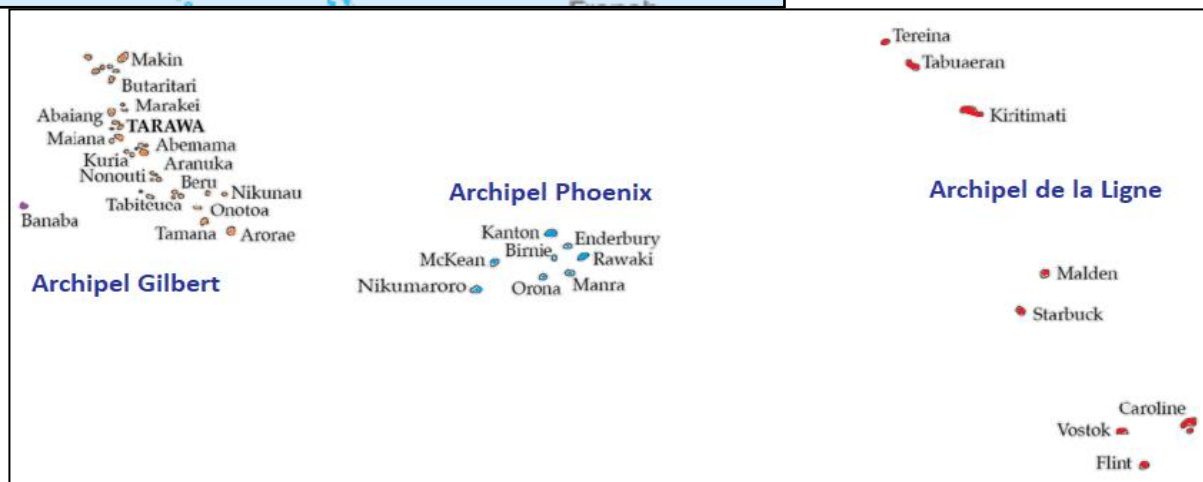 Makin
Butaritari
Marakei
Abaiang
TARAWA
Maiana
Abemama
Kuria
Aranuka
Nonouti
Beru
Nikunau
Tabiteuea
Onotoa
Banaba
Tamana
Arorae
Archipel Gilbert
Archipel Phoenix
Kanton
Enderbury
Birnie
McKean
Rawaki
Nikumaroro
Orona
Manra
Tereina
Tabuaeran
Kiritimati
Archipel de la Ligne
Malden
Starbuck
Caroline
Vostok
Flint